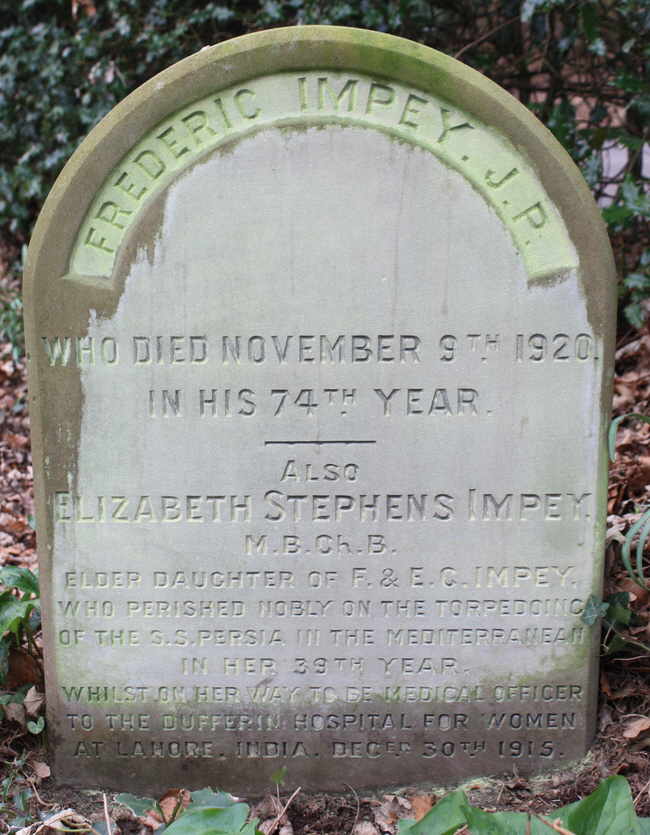 FREDERIC IMPEY. J.P.
WHO DIED NOVEMBER 9TH. 1920.
IN HIS 74TH. YEAR.
ALSO
ELIZABETH STEPHENS IMPEY.
M.B.Ch.B.
ELDER DAUGHTER OF F. & E.C. IMPEY.
WHO PERISHED NOBLY ON THE TORPEDOING
OF THE S.S. PERSIA IN THE MEDITERRANEAN
IN HER 39TH YEAR.
WHILST ON HER WAY TO BE MEDICAL OFFICER
TO THE DUFFERIN HOSPITAL FOR WOMEN
AT LAHORE. INDIA. DECER 30TH 1915.